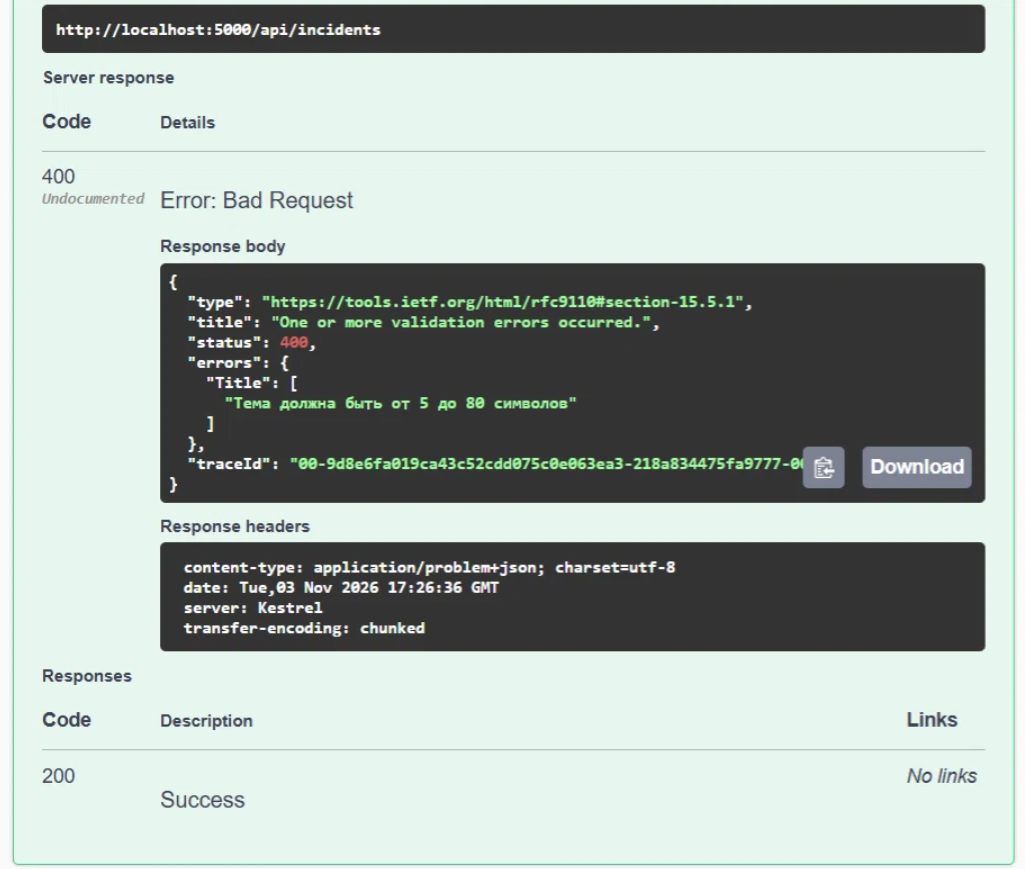 http://localhost:5000/api/incidents
Server response
Code Details
400
Undocumented
Error: Bad Request
Response body
{
  "type": "https://tools.ietf.org/html/rfc9110#section-15.5.1",
  "title": "One or more validation errors occurred.",
  "status": 400,
  "errors": {
    "Title": [
      "Тема должна быть от 5 до 80 символов"
    ]
  },
  "traceId": "00-9d8e6fa019ca43c52cdd075c0e063ea3-218a834475fa9777-0
}
Download
Response headers
content-type: application/problem+json; charset=utf-8
date: Tue,03 Nov 2026 17:26:36 GMT
server: Kestrel
transfer-encoding: chunked
Responses
Code Description Links
200 No links
Success